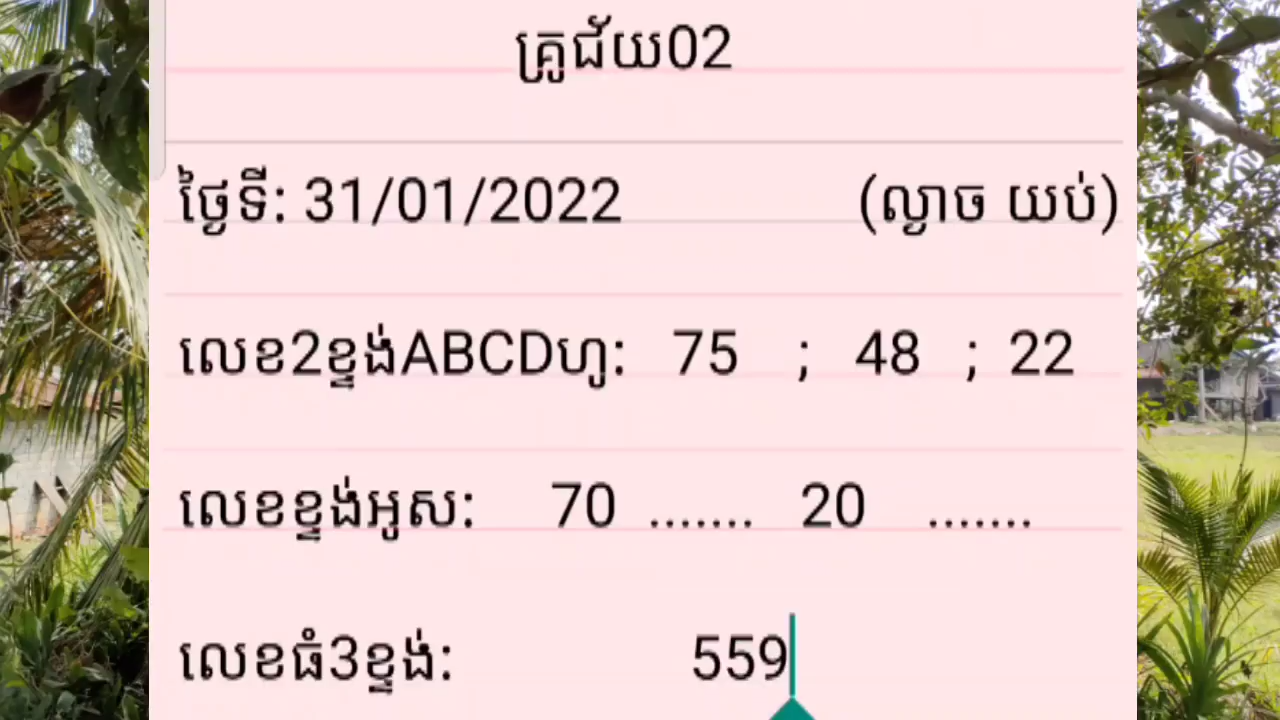 គ្រូជ័យ02
ថ្ងៃទី: 31/01/2022 (ល្ងាច យប់)
លេខ2ខ្ទង់ABCDហូ: 75 ; 48 ; 22
លេខខ្ទង់អូស: 70 ....... 20 .......
លេខធំ3ខ្ទង់: 559